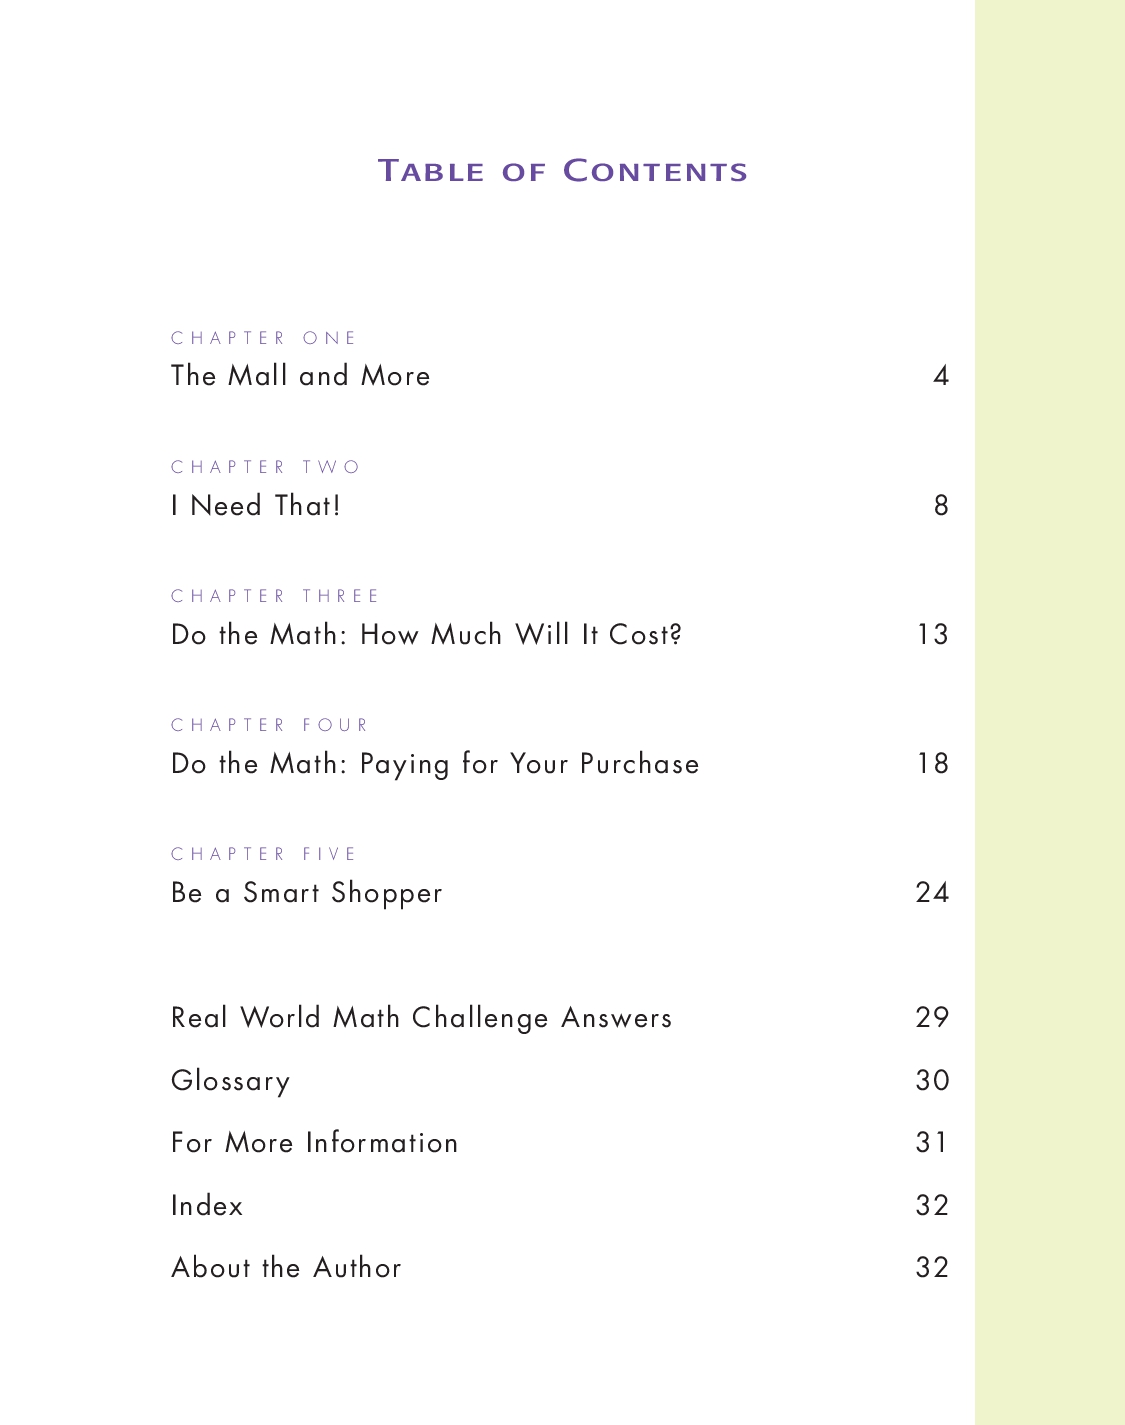 Table of Contents
CHAPTER ONE
The Mall and More 4
CHAPTER TWO
I Need That! 8
CHAPTER THREE
Do the Math: How Much Will It Cost? 13
CHAPTER FOUR
Do the Math: Paying for Your Purchase 18
CHAPTER FIVE
Be a Smart Shopper 24
Real World Math Challenge Answers 29
Glossary 30
For More Information 31
Index 32
About the Author 32